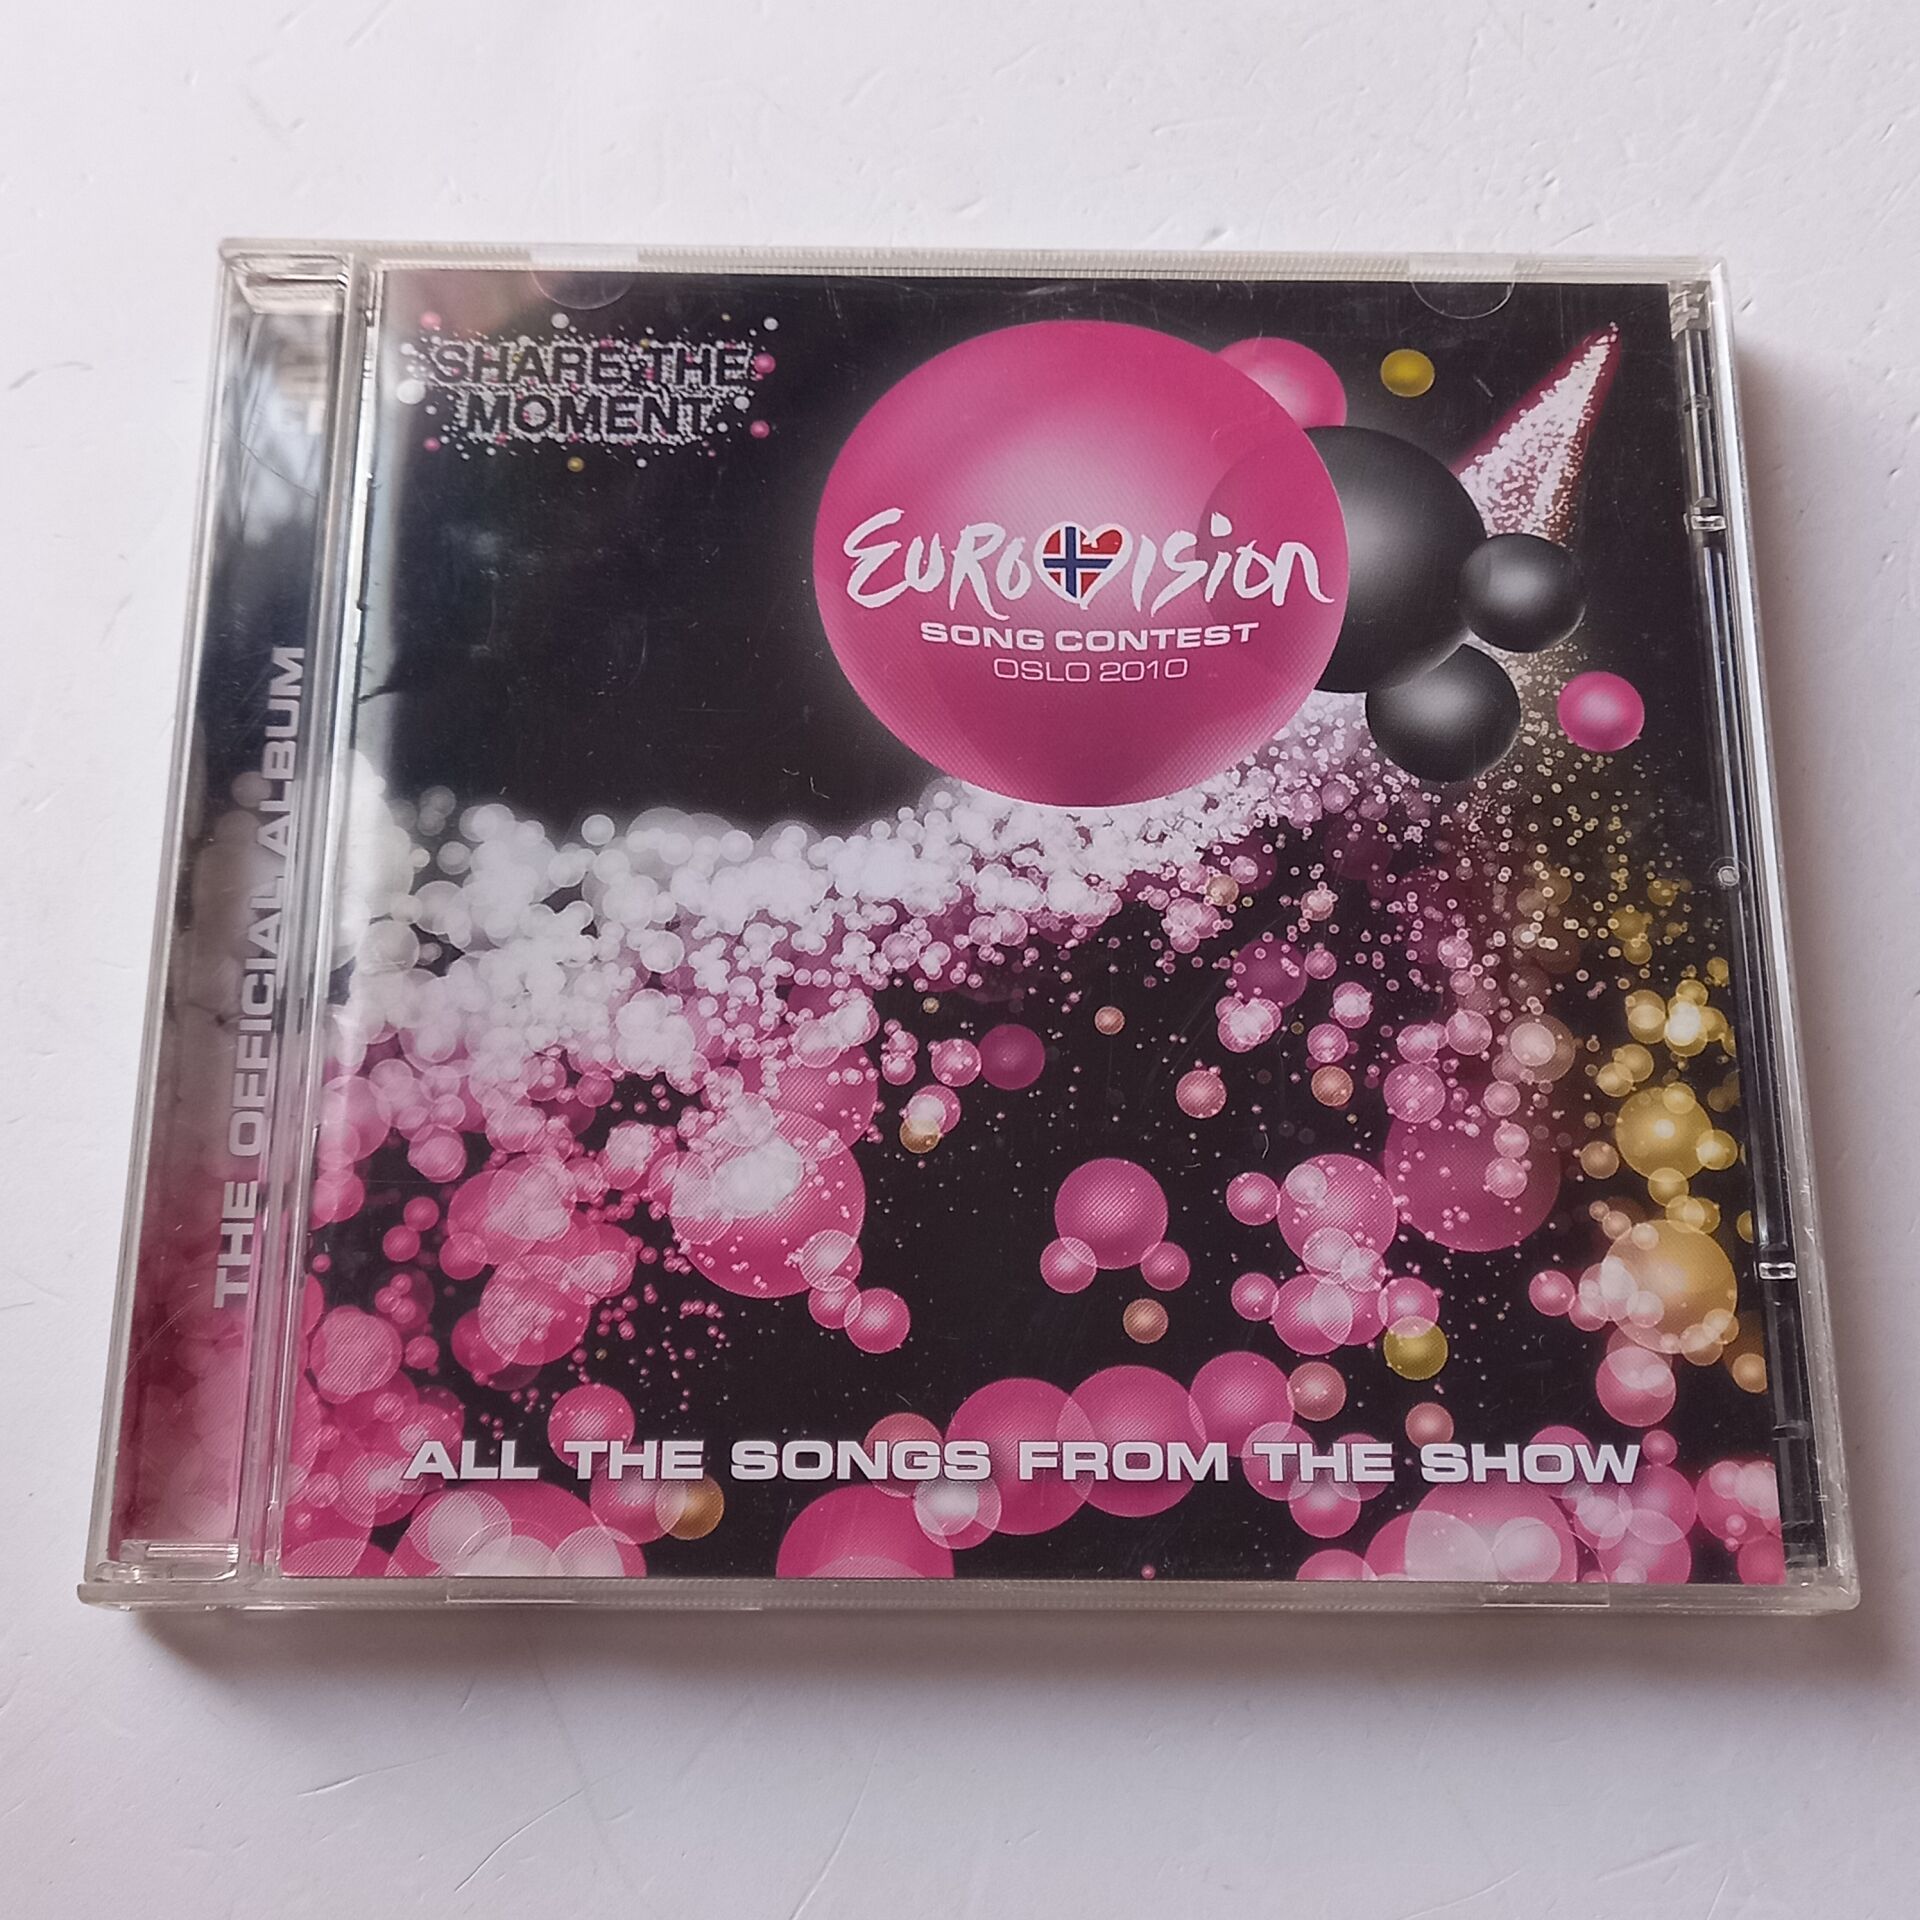 SHARE THE
MOMENT
EUROVISION
SONG CONTEST
OSLO 2010
THE OFFICIAL ALBUM
ALL THE SONGS FROM THE SHOW